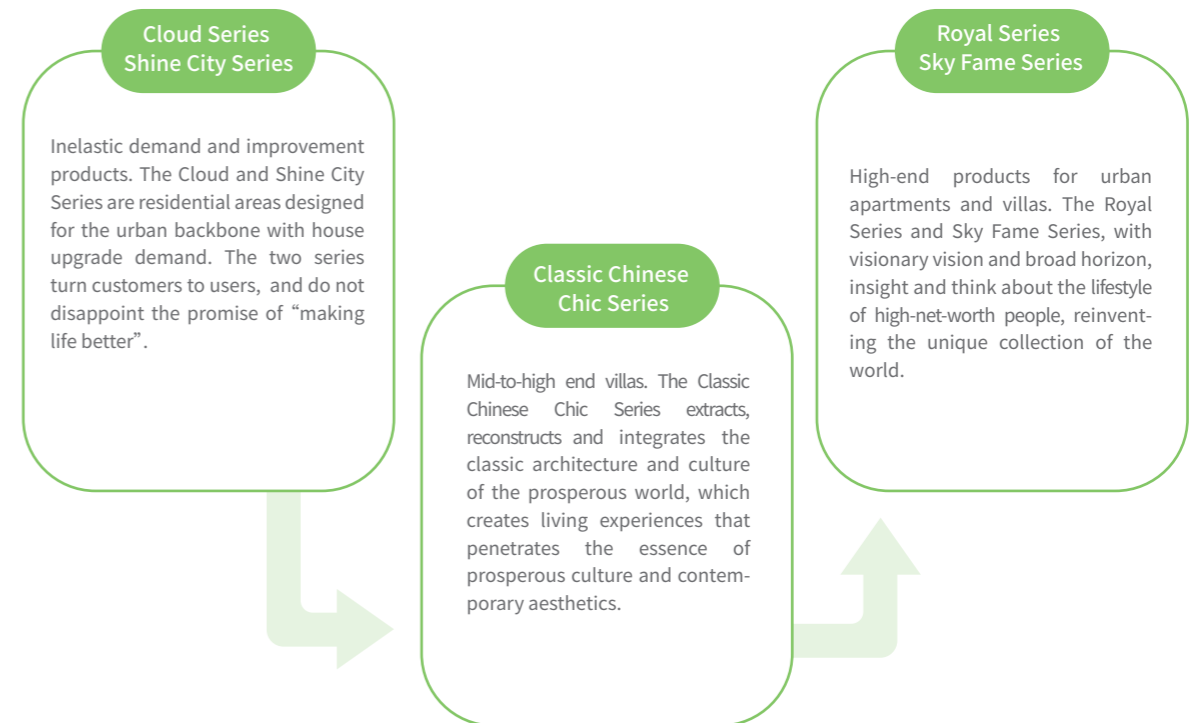 Cloud Series
Shine City Series
Inelastic demand and improvement
products. The Cloud and Shine City
Series are residential areas designed
for the urban backbone with house
upgrade demand. The two series
turn customers to users, and do not
disappoint the promise of “making
life better”.
Classic Chinese
Chic Series
Mid-to-high end villas. The Classic
Chinese Chic Series extracts,
reconstructs and integrates the
classic architecture and culture
of the prosperous world, which
creates living experiences that
penetrates the essence of
prosperous culture and contem-
porary aesthetics.
Royal Series
Sky Fame Series
High-end products for urban
apartments and villas. The Royal
Series and Sky Fame Series, with
visionary vision and broad horizon,
insight and think about the lifestyle
of high-net-worth people, reinvent-
ing the unique collection of the
world.